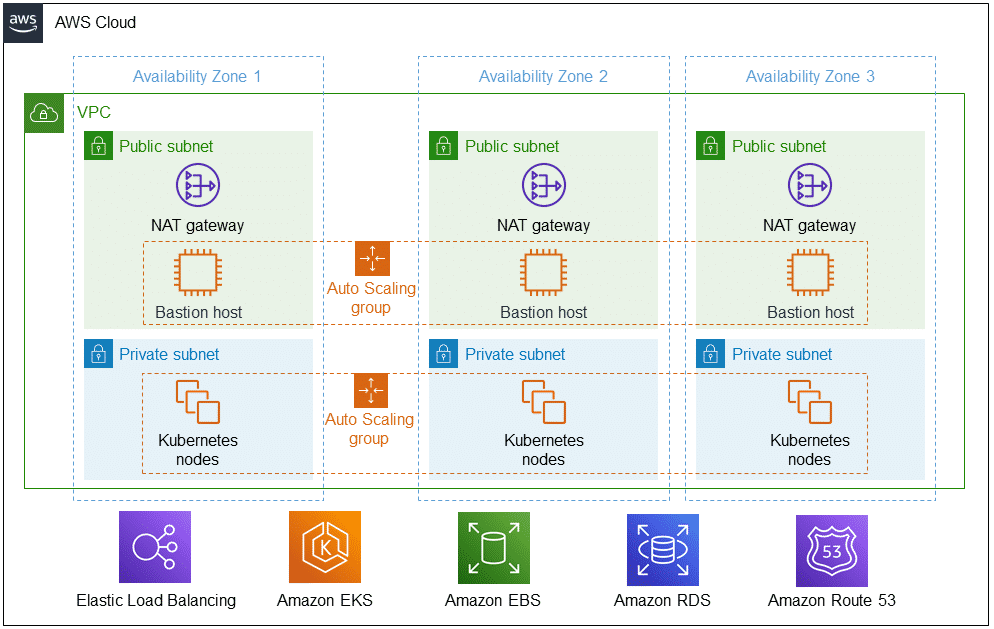 aws
AWS Cloud
Availability Zone 1
Availability Zone 2
Availability Zone 3
VPC
Public subnet
Public subnet
Public subnet
NAT gateway
NAT gateway
NAT gateway
Auto Scaling
group
Bastion host
Bastion host
Bastion host
Private subnet
Private subnet
Private subnet
Auto Scaling
group
Kubernetes
nodes
Kubernetes
nodes
Kubernetes
nodes
K
53
Elastic Load Balancing
Amazon EKS
Amazon EBS
Amazon RDS
Amazon Route 53